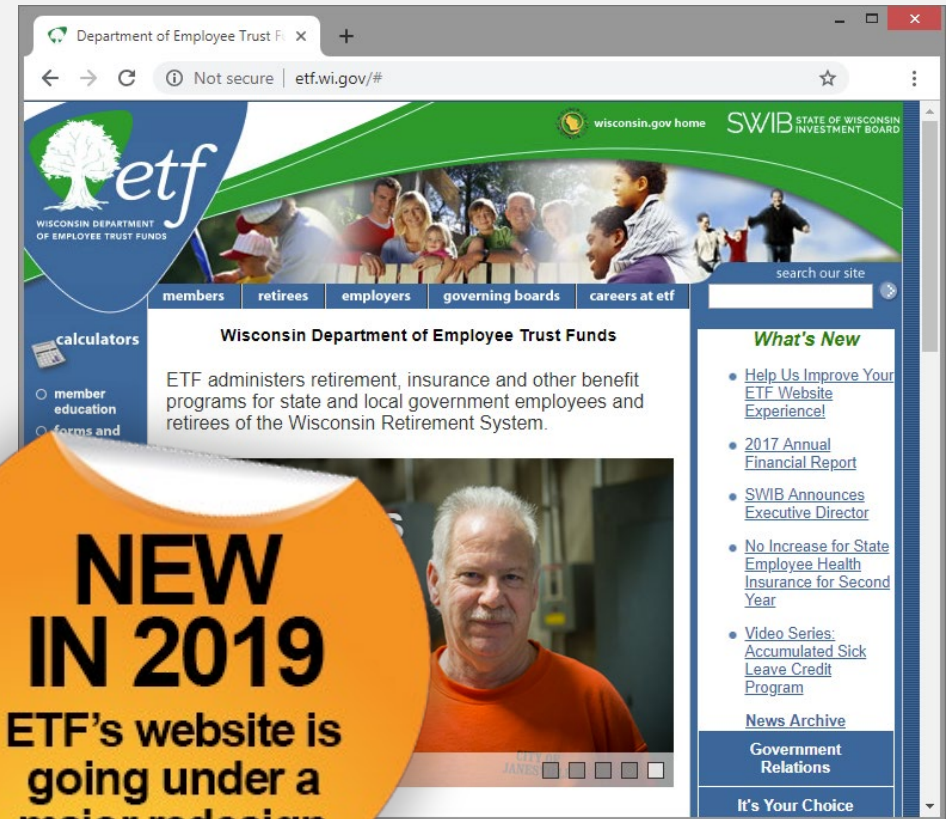 Department of Employee Trust
Not secure | etf.wi.gov/#
wisconsin.gov home
SWIB STATE OF WISCONSIN
INVESTMENT BOARD
etf
WISCONSIN DEPARTMENT
OF EMPLOYEE TRUST FUNDS
search our site
members retirees employers governing boards careers at etf
calculators
member
education
forms and
Wisconsin Department of Employee Trust Funds
ETF administers retirement, insurance and other benefit
programs for state and local government employees and
retirees of the Wisconsin Retirement System.
What's New
Help Us Improve Your
ETF Website
Experience!
2017 Annual
Financial Report
SWIB Announces
Executive Director
No Increase for State
Employee Health
Insurance for Second
Year
Video Series:
Accumulated Sick
Leave Credit
Program
News Archive
Government
Relations
It's Your Choice
CITY OF
NEW
IN 2019
ETF's website is
going under a
major redesign